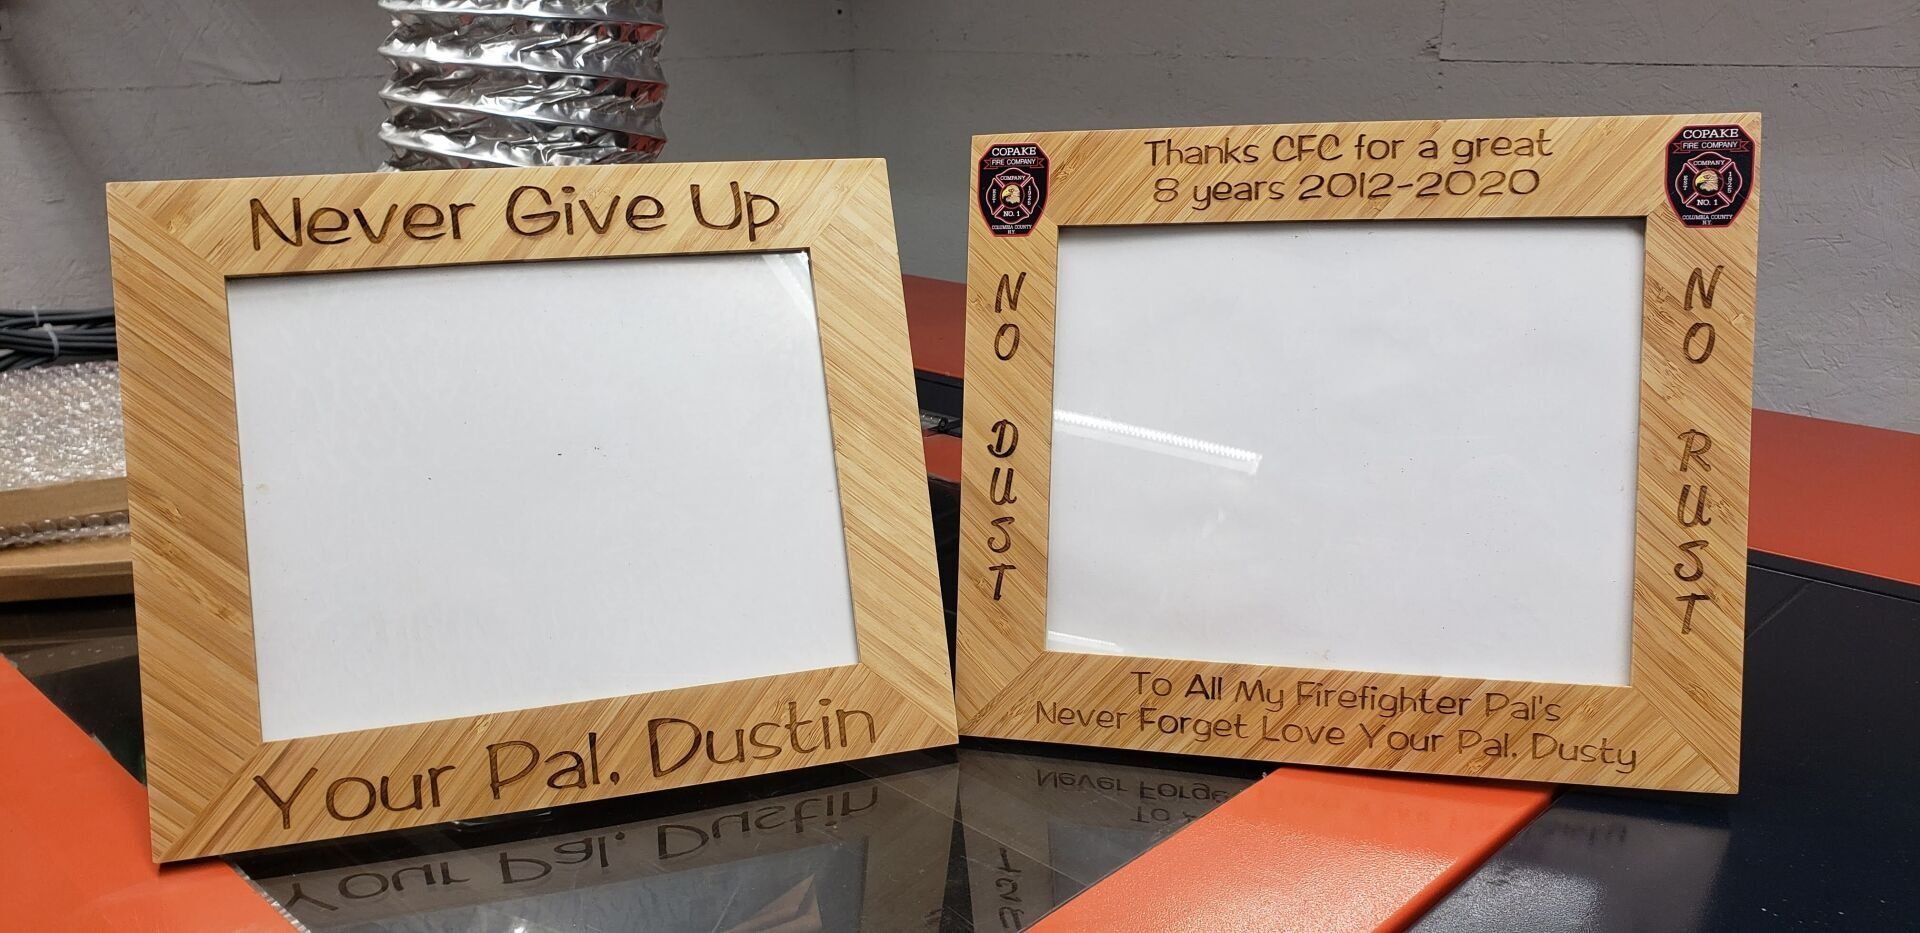 Never Give Up
Your Pal, Dustin
COPAKE
FIRE COMPANY
COMPANY
NO. 1
COLUMBIA COUNTY
N.Y.
Thanks CFC for a great
8 years 2012-2020
COPAKE
FIRE COMPANY
COMPANY
EST
1925
NO. 1
COLUMBIA COUNTY
N.Y.
NO DUST
NO RUST
To All My Firefighter Pal's
Never Forget Love Your Pal, Dusty